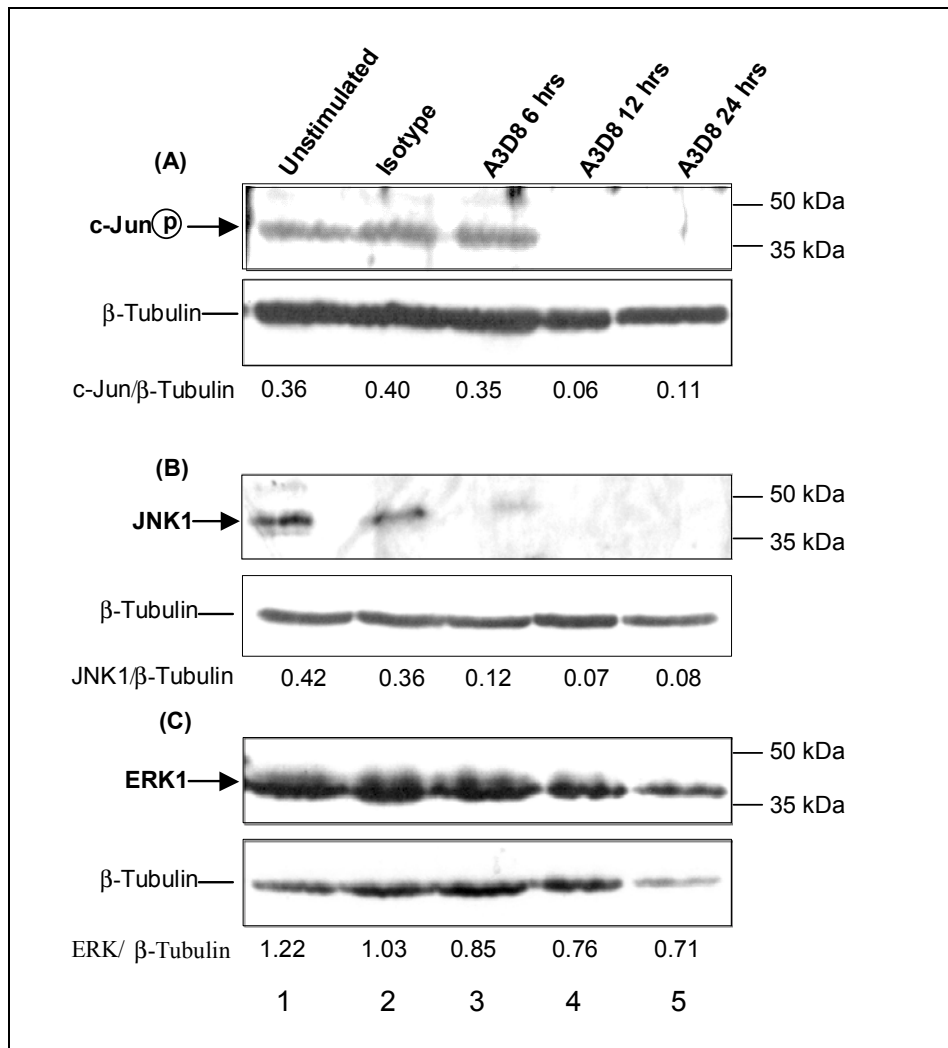 Unstimulated Isotype A3D8 6 hrs A3D8 12 hrs A3D8 24 hrs
(A)
50 kDa
c-Jun p
35 kDa
β-Tubulin
c-Jun/β-Tubulin 0.36 0.40 0.35 0.06 0.11
(B)
50 kDa
JNK1
35 kDa
β-Tubulin
JNK1/β-Tubulin 0.42 0.36 0.12 0.07 0.08
(C)
50 kDa
ERK1
35 kDa
β-Tubulin
ERK/ β-Tubulin 1.22 1.03 0.85 0.76 0.71
1 2 3 4 5